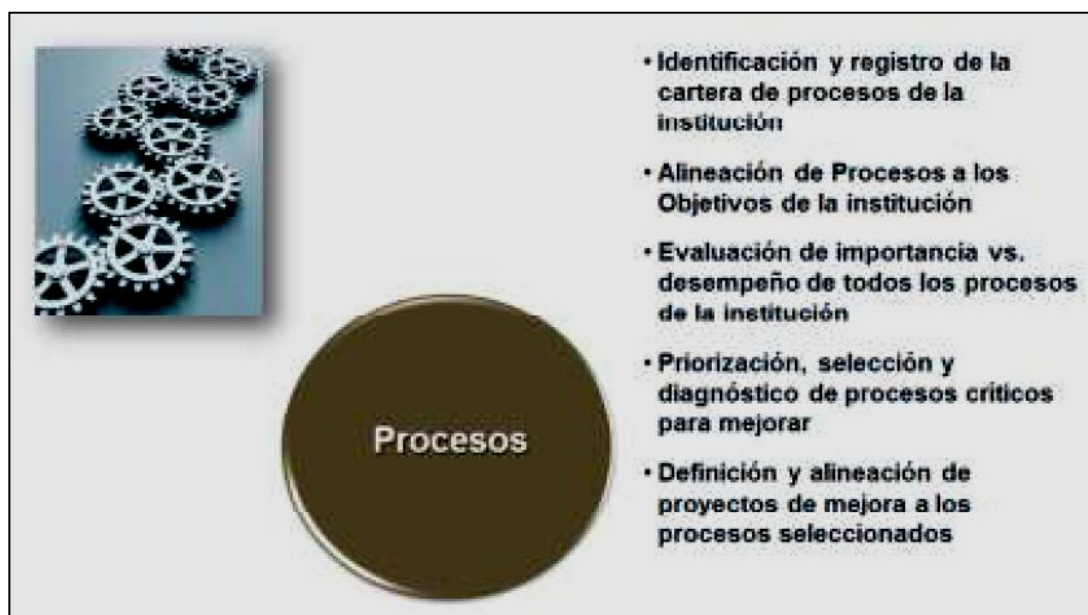 • Identificación y registro de la
cartera de procesos de la
institución
• Alineación de Procesos a los
Objetivos de la institución
• Evaluación de importancia vs.
desempeño de todos los procesos
de la institución
• Priorización, selección y
diagnóstico de procesos críticos
para mejorar
• Definición y alineación de
proyectos de mejora a los
procesos seleccionados
Procesos